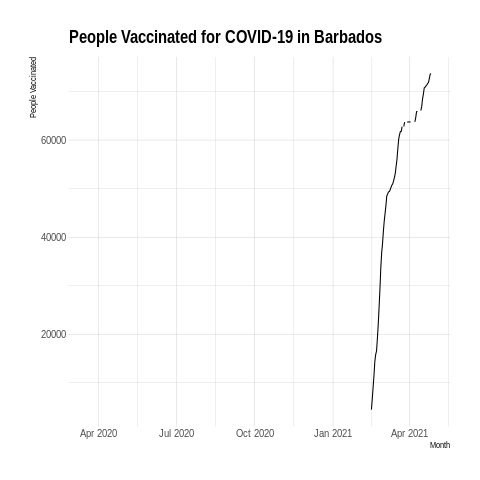 People Vaccinated for COVID-19 in Barbados
People Vaccinated
60000
40000
20000
Apr 2020 Jul 2020 Oct 2020 Jan 2021 Apr 2021
Month